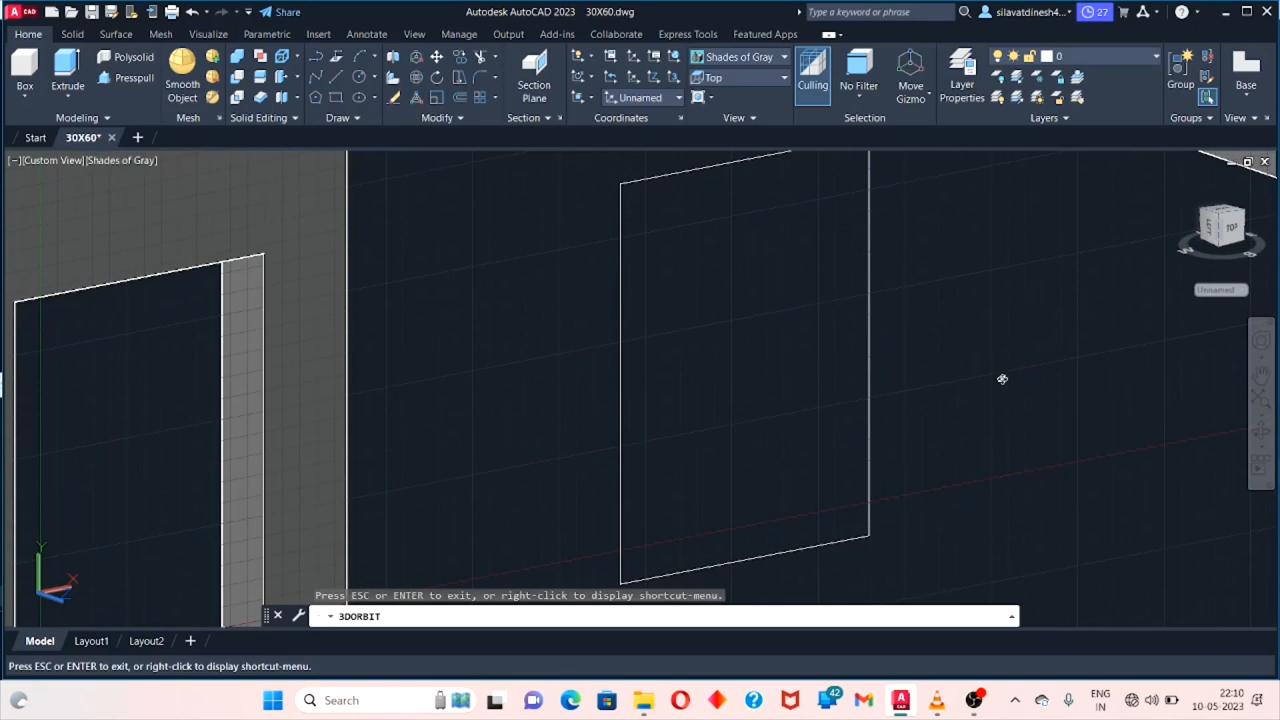 CAD Share Autodesk AutoCAD 2023 30X60.dwg Type a keyword or phrase silavatdinesh4... 27
Home Solid Surface Mesh Visualize Parametric Insert Annotate View Manage Output Add-ins Collaborate Express Tools Featured Apps
Box Extrude Polysolid Presspull Smooth Object Section Plane Unnamed Shades of Gray Top Culling No Filter Move Gizmo Layer Properties 0 Group Base
Modeling Mesh Solid Editing Draw Modify Section Coordinates View Selection Layers Groups View
Start 30X60*
[−][Custom View][Shades of Gray]
TOP
Unnamed
Y
X
Press ESC or ENTER to exit, or right-click to display shortcut-menu.
3DORBIT
Model Layout1 Layout2
Press ESC or ENTER to exit, or right-click to display shortcut-menu.
Search 42 ENG 22:10
IN 10-05-2023